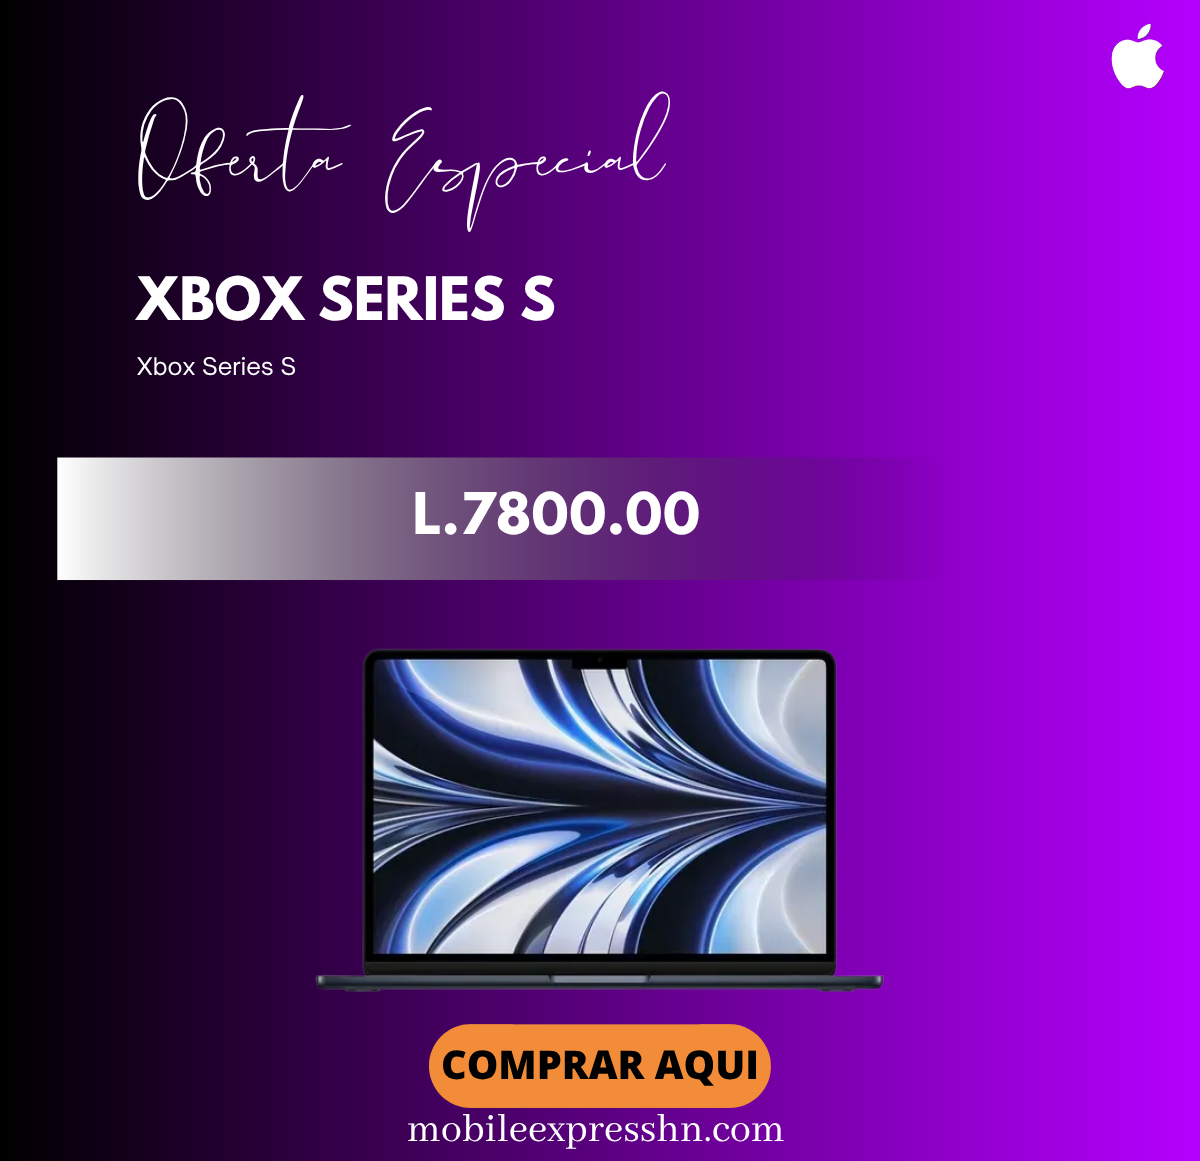 Oferta Especial
XBOX SERIES S
Xbox Series S
L.7800.00
COMPRAR AQUI
mobileexpresshn.com